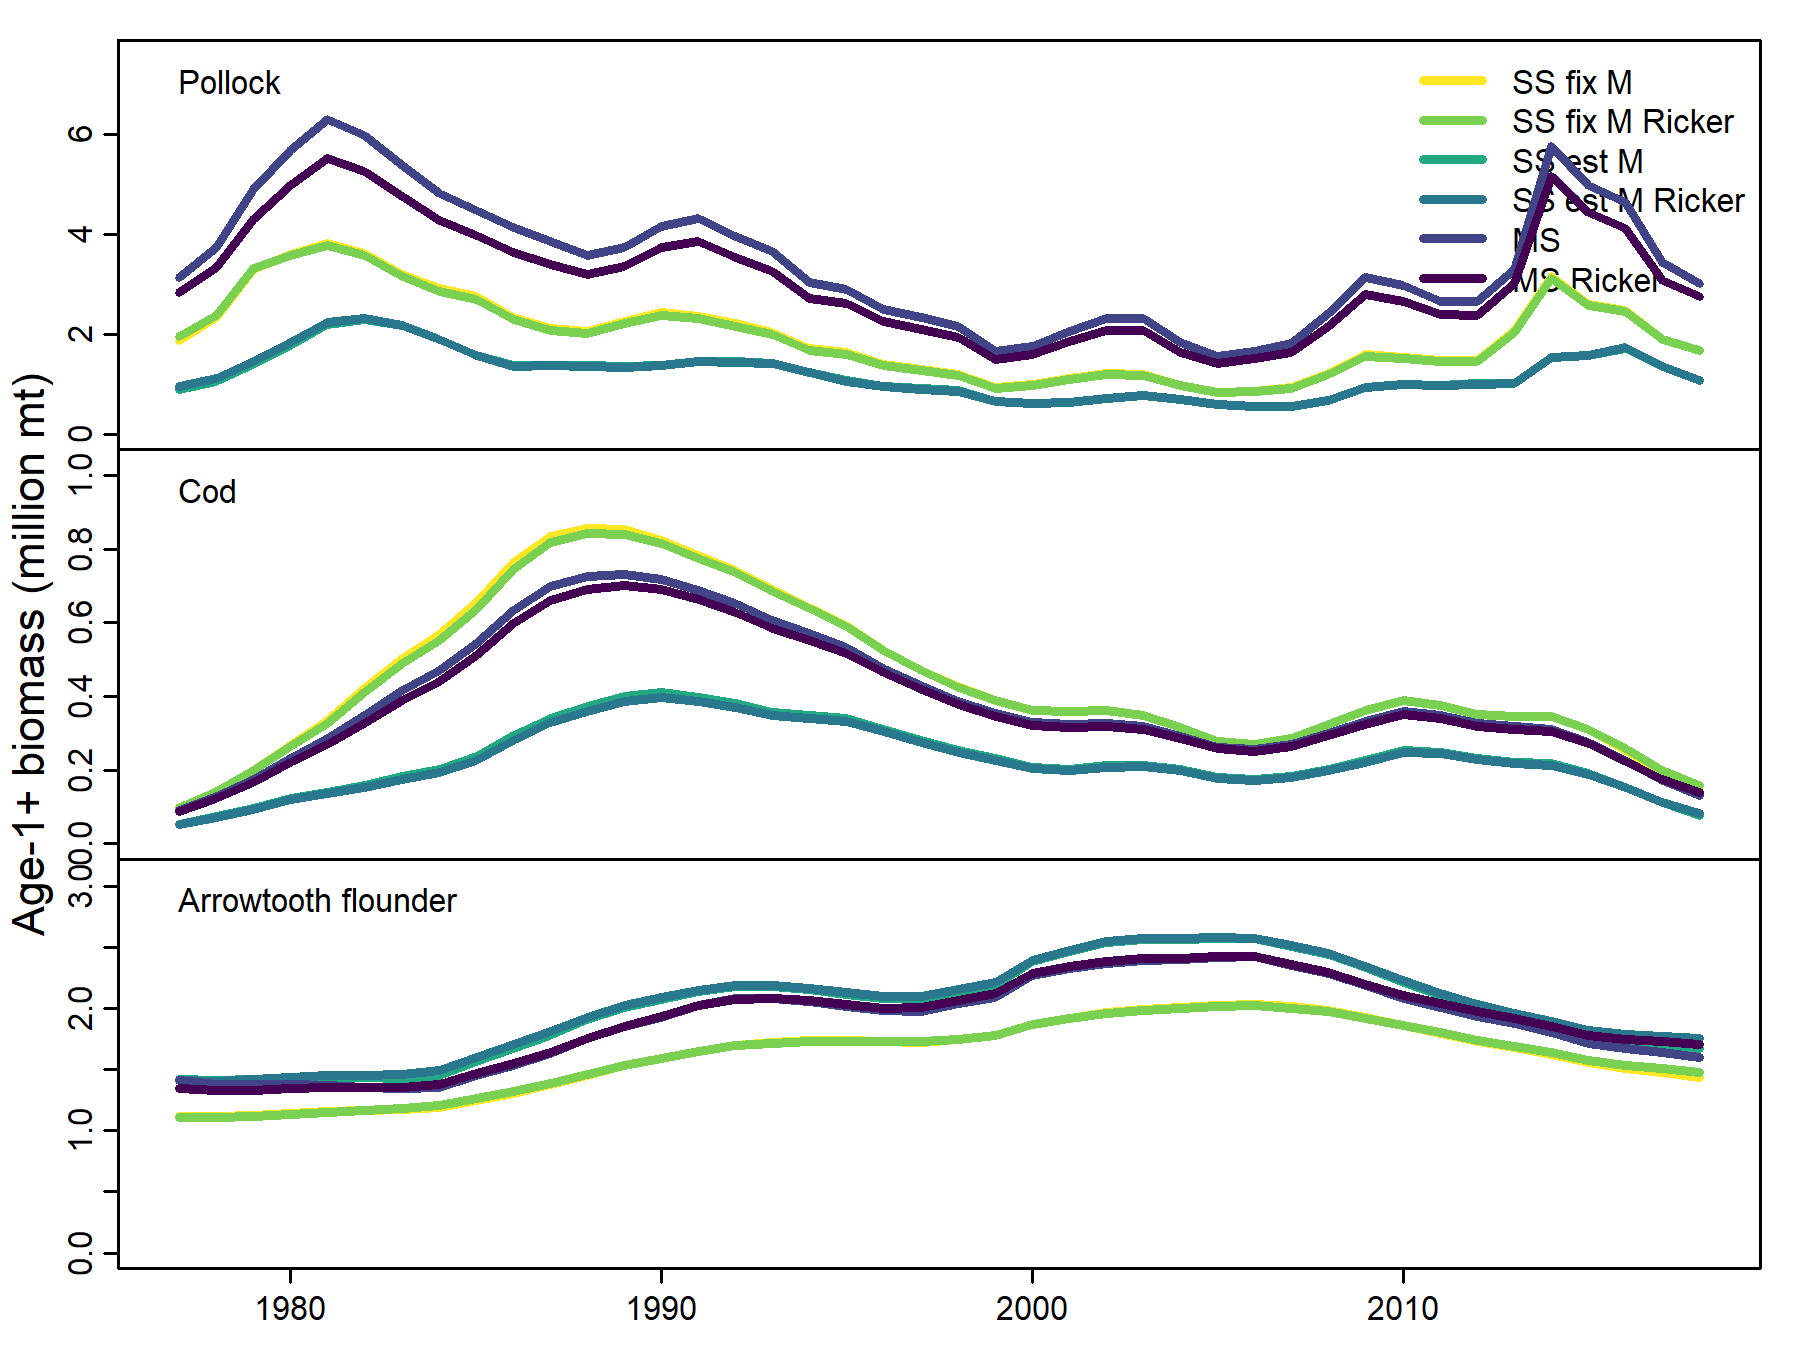 Pollock
SS fix M
SS fix M Ricker
SS est M
SS est M Ricker
MS
MS Ricker
6
4
2
0
Cod
1.0
0.8
0.6
0.4
0.2
0.0
Age-1+ biomass (million mt)
Arrowtooth flounder
3.0
2.0
1.0
0.0
1980 1990 2000 2010